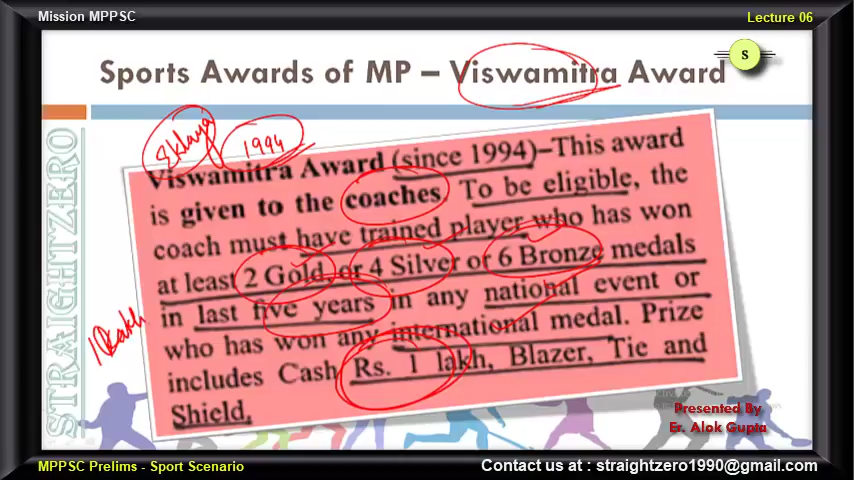 Mission MPPSC
Lecture 06
Sports Awards of MP – Viswamitra Award
S
Eklavya
1994
STRAIGHTZERO
Viswamitra Award (since 1994)–This award
is given to the coaches. To be eligible, the
coach must have trained player who has won
at least 2 Gold, or 4 Silver or 6 Bronze medals
in last five years in any national event or
who has won any international medal. Prize
includes Cash Rs. 1 lakh, Blazer, Tie and
Shield,
1 lakh
Presented By
Er. Alok Gupta
MPPSC Prelims - Sport Scenario
Contact us at : straightzero1990@gmail.com